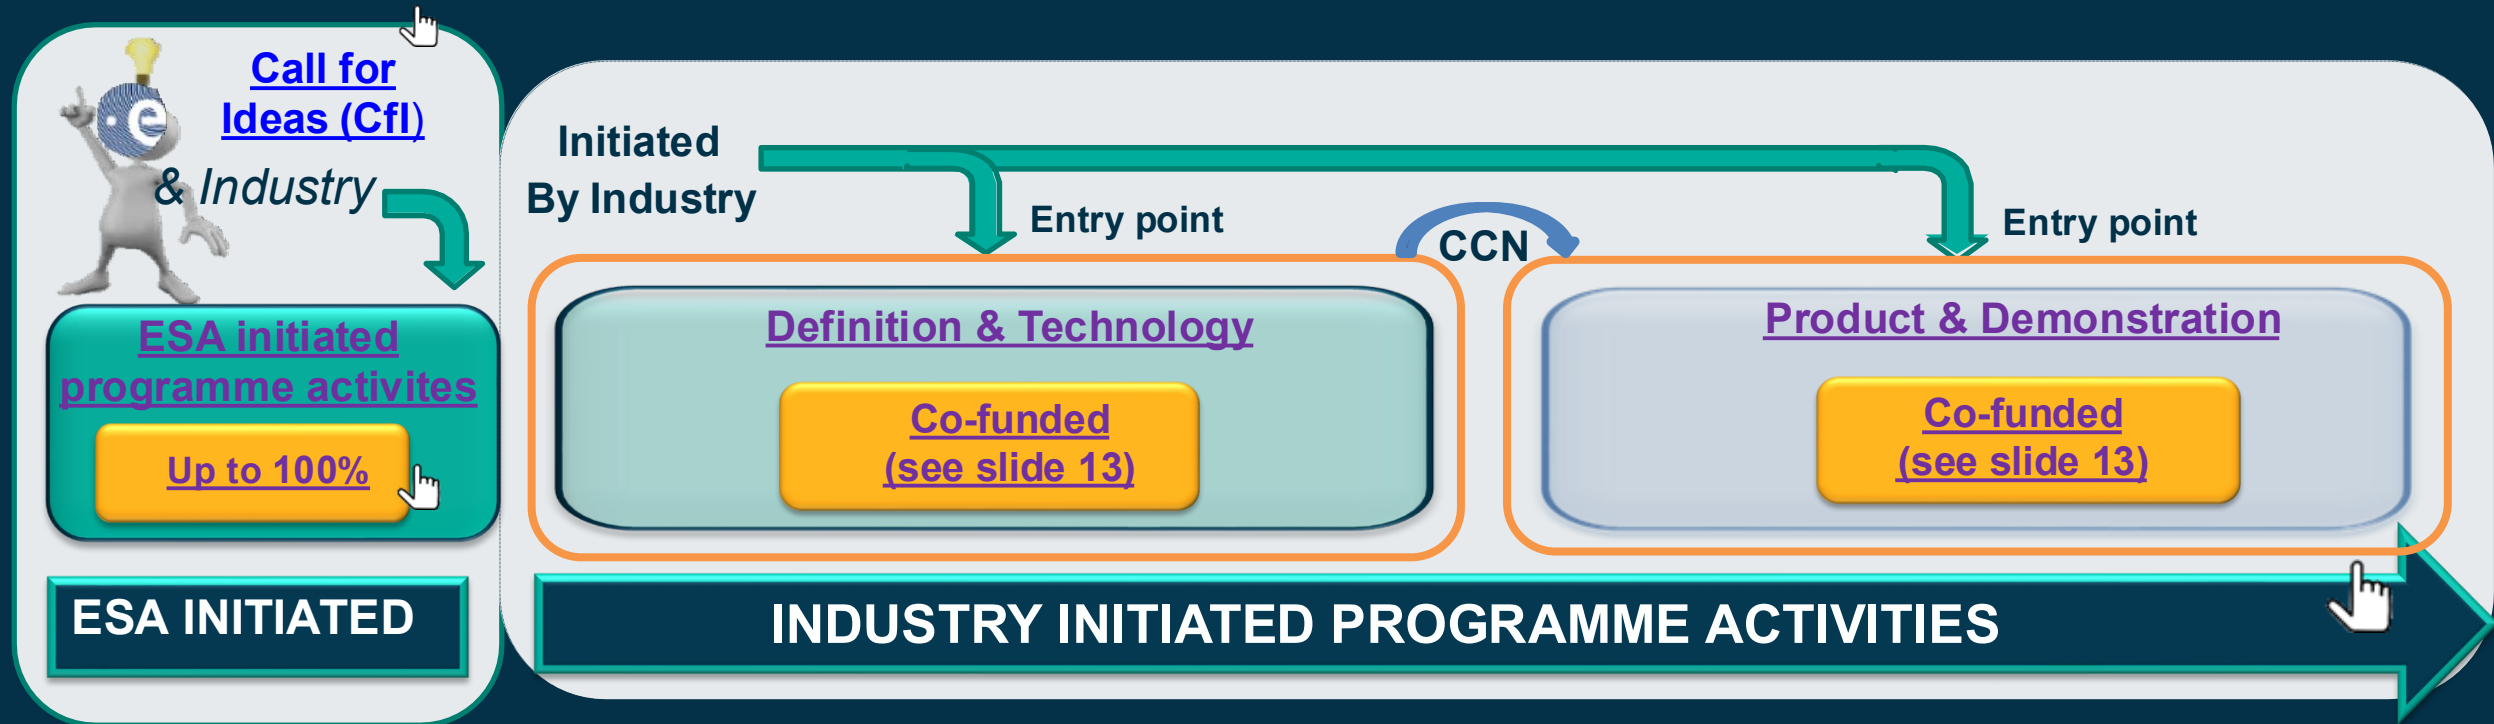 Call for
Ideas (CfI)
& Industry
ESA initiated
programme activites
Up to 100%
ESA INITIATED
Initiated
By Industry
Entry point
CCN
Entry point
Definition & Technology
Co-funded
(see slide 13)
Product & Demonstration
Co-funded
(see slide 13)
INDUSTRY INITIATED PROGRAMME ACTIVITIES